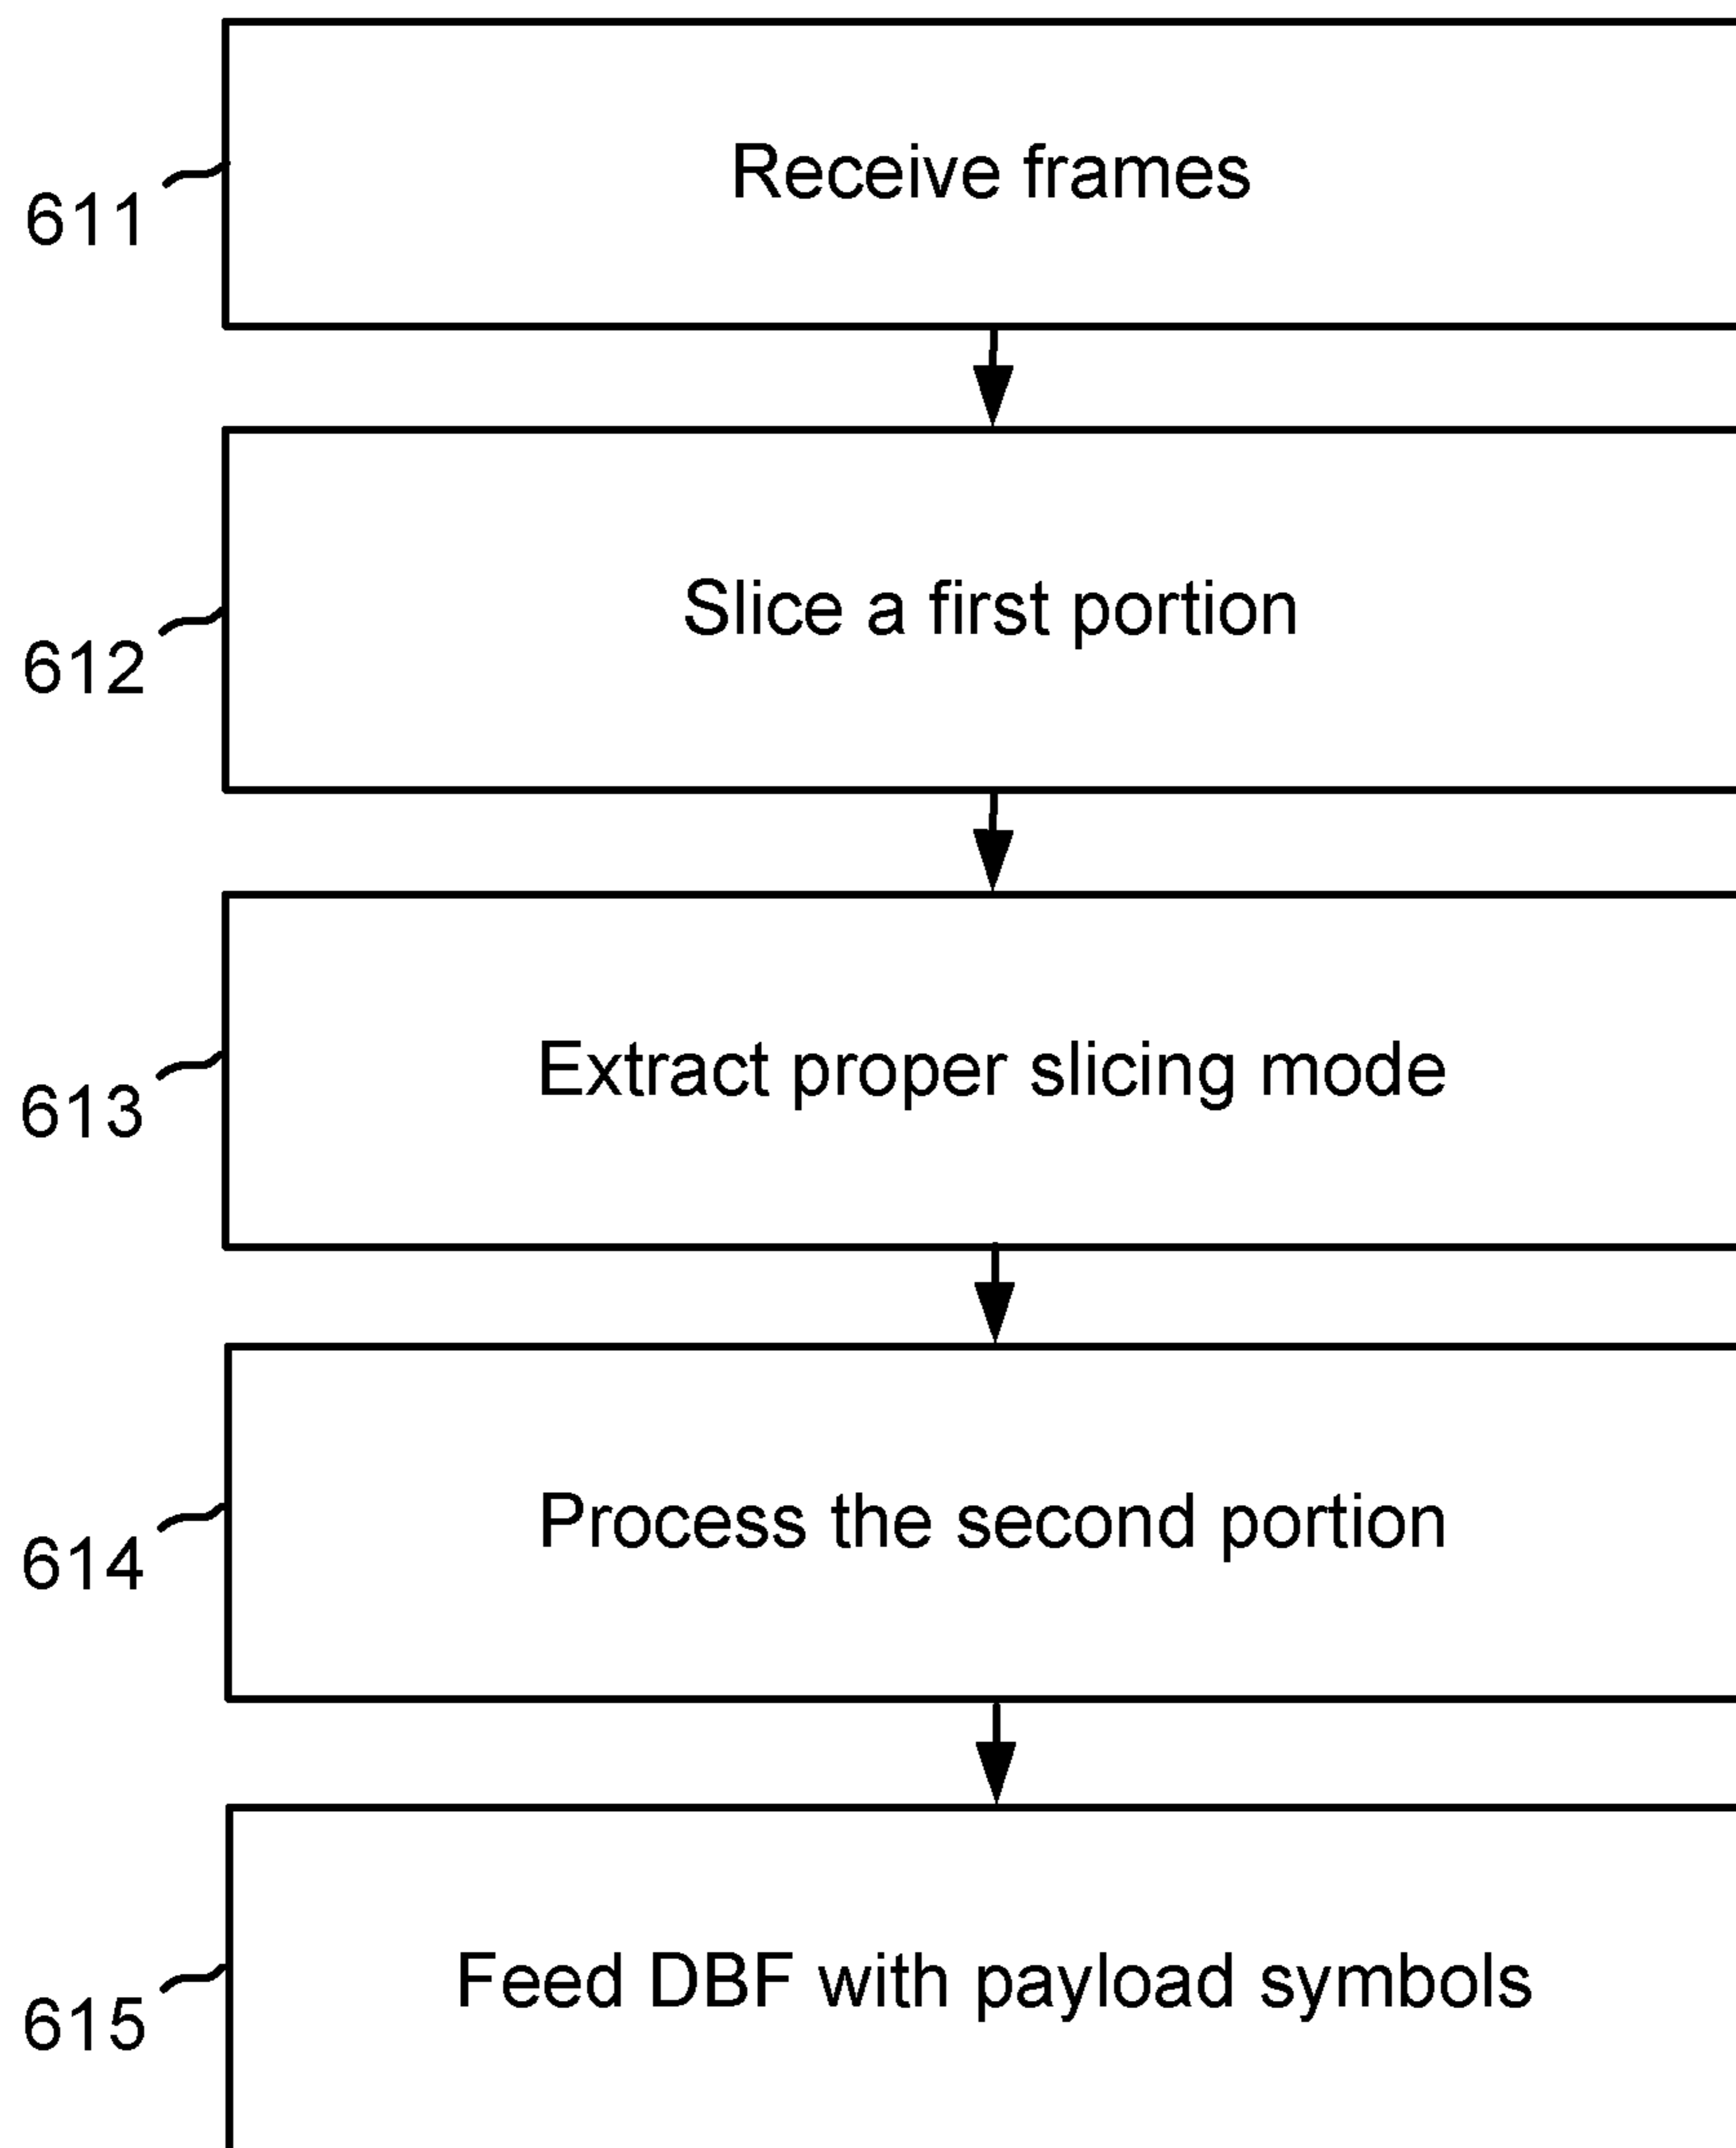 Receive frames
611
Slice a first portion
612
Extract proper slicing mode
613
Process the second portion
614
Feed DBF with payload symbols
615